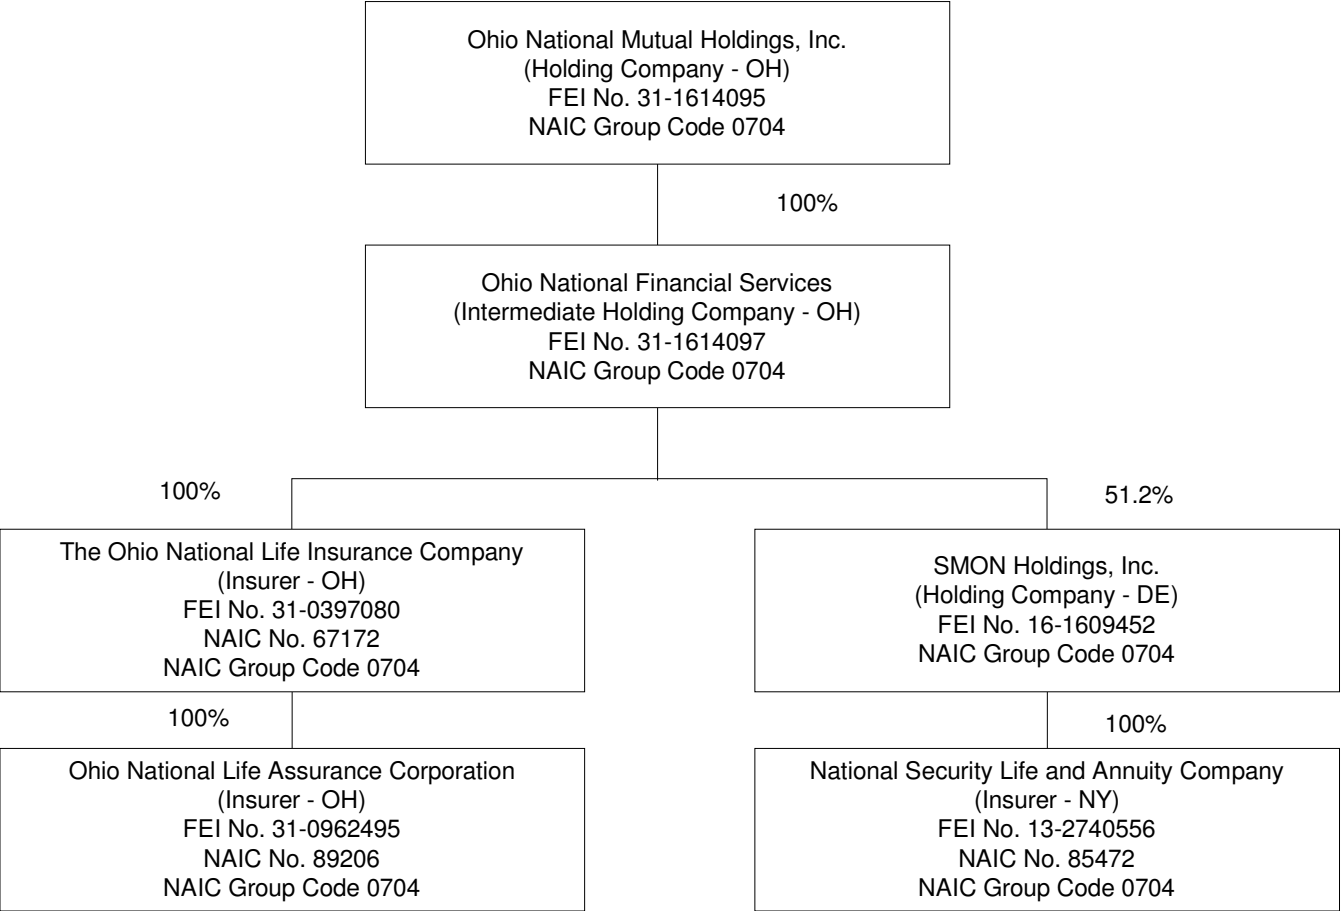 Ohio National Mutual Holdings, Inc.
(Holding Company - OH)
FEI No. 31-1614095
NAIC Group Code 0704
100%
Ohio National Financial Services
(Intermediate Holding Company - OH)
FEI No. 31-1614097
NAIC Group Code 0704
100%
51.2%
The Ohio National Life Insurance Company
(Insurer - OH)
FEI No. 31-0397080
NAIC No. 67172
NAIC Group Code 0704
SMON Holdings, Inc.
(Holding Company - DE)
FEI No. 16-1609452
NAIC Group Code 0704
100%
100%
Ohio National Life Assurance Corporation
(Insurer - OH)
FEI No. 31-0962495
NAIC No. 89206
NAIC Group Code 0704
National Security Life and Annuity Company
(Insurer - NY)
FEI No. 13-2740556
NAIC No. 85472
NAIC Group Code 0704